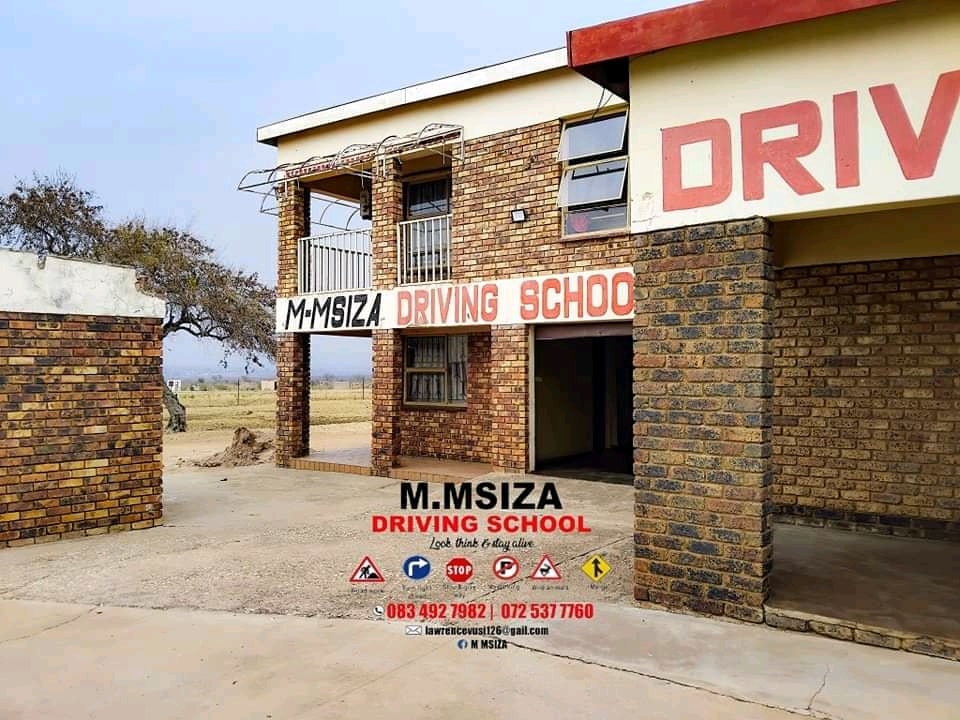 DRIV
M-MSIZA DRIVING SCHOO
M.MSIZA
DRIVING SCHOOL
Look, think & stay alive
STOP
083 492 7982 | 072 537 7760
lawrencevusi126@gail.com
M MSIZA